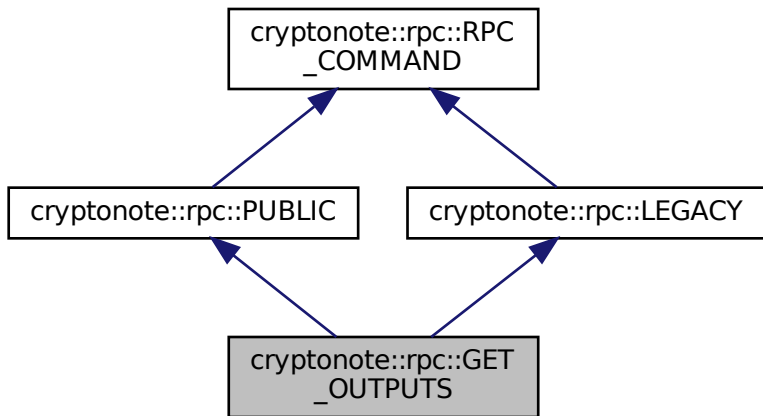 cryptonote::rpc::RPC
_COMMAND
cryptonote::rpc::PUBLIC
cryptonote::rpc::LEGACY
cryptonote::rpc::GET
_OUTPUTS